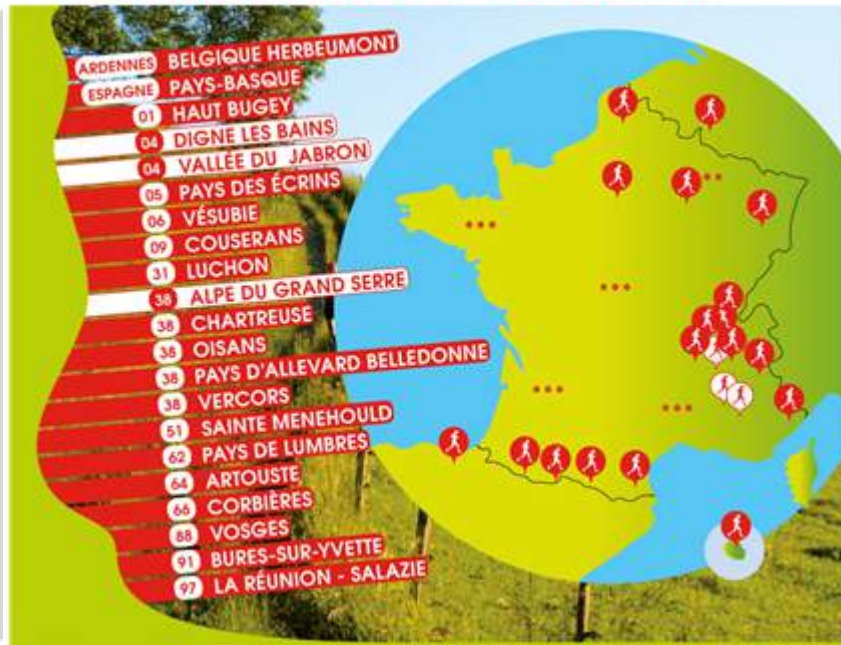 ARDENNES BELGIQUE HERBEUMONT
ESPAGNE PAYS-BASQUE
01 HAUT BUGEY
04 DIGNE LES BAINS
04 VALLÉE DU JABRON
05 PAYS DES ÉCRINS
06 VÉSUBIE
09 COUSERANS
31 LUCHON
38 ALPE DU GRAND SERRE
38 CHARTREUSE
38 OISANS
38 PAYS D'ALLEVARD BELLEDONNE
38 VERCORS
51 SAINTE MENEHOULD
62 PAYS DE LUMBRES
64 ARTOUSTE
66 CORBIÈRES
88 VOSGES
91 BURES-SUR-YVETTE
97 LA RÉUNION - SALAZIE